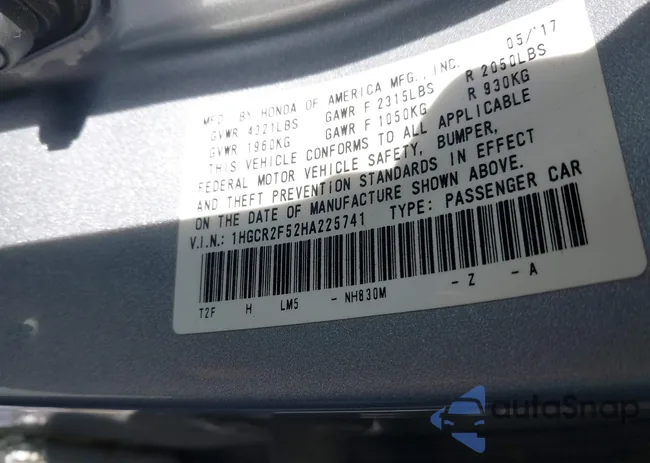 MFD. BY HONDA OF AMERICA MFG., INC. 05/'17
GVWR 4321LBS GAWR F 2315LBS R 2050LBS
GVWR 1960KG GAWR F 1050KG R 930KG
THIS VEHICLE CONFORMS TO ALL APPLICABLE
FEDERAL MOTOR VEHICLE SAFETY, BUMPER,
AND THEFT PREVENTION STANDARDS IN EFFECT
ON THE DATE OF MANUFACTURE SHOWN ABOVE.
V.I.N.: 1HGCR2F52HA225741 TYPE: PASSENGER CAR
T2F H LM5 - NH830M - Z - A
autoSnap